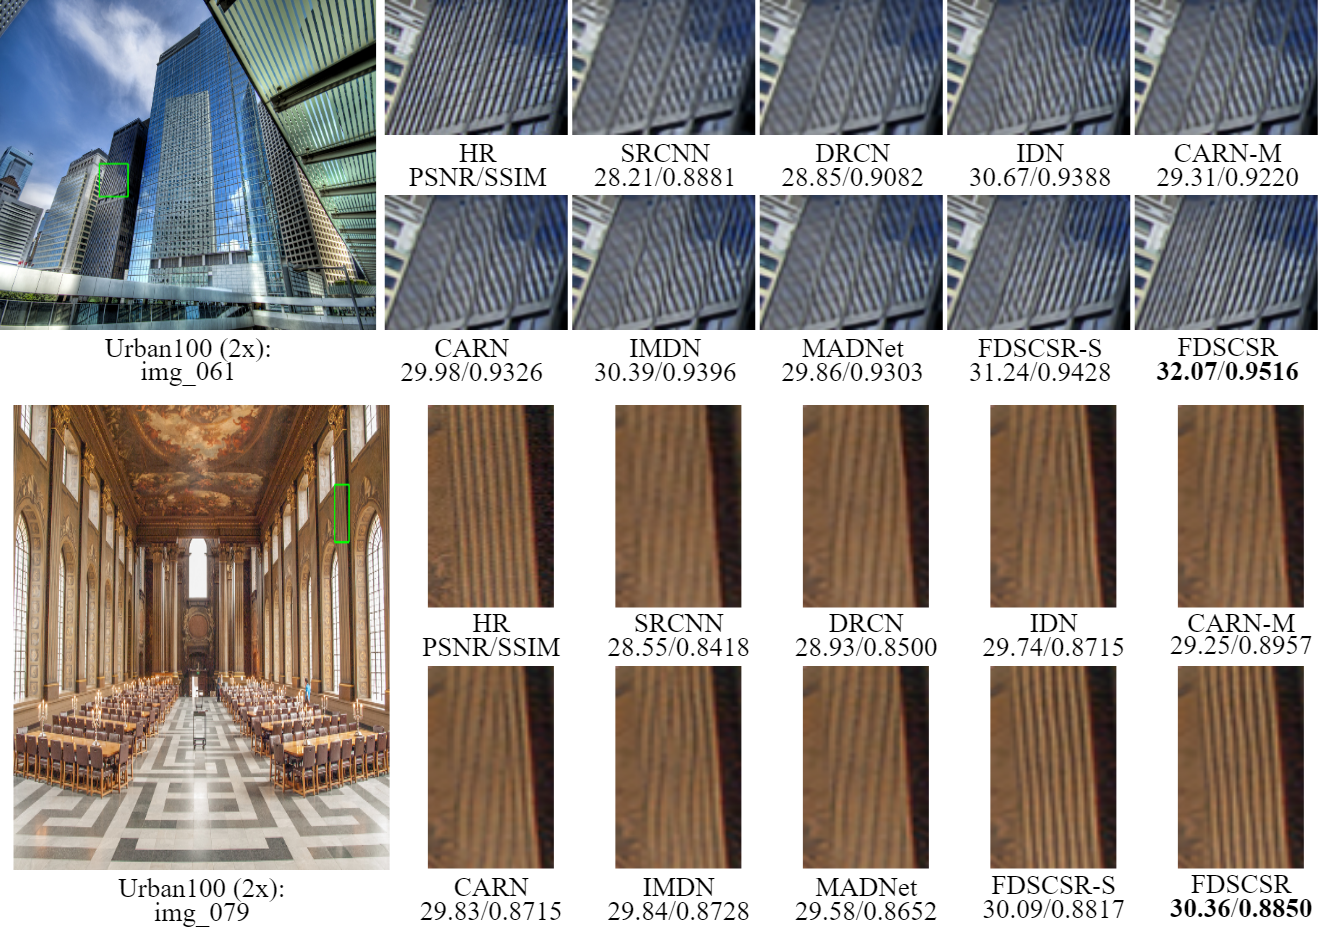 HR
PSNR/SSIM
SRCNN
28.21/0.8881
DRCN
28.85/0.9082
IDN
30.67/0.9388
CARN-M
29.31/0.9220
Urban100 (2x):
img_061
CARN
29.98/0.9326
IMDN
30.39/0.9396
MADNet
29.86/0.9303
FDSCSR-S
31.24/0.9428
FDSCSR
32.07/0.9516
HR
PSNR/SSIM
SRCNN
28.55/0.8418
DRCN
28.93/0.8500
IDN
29.74/0.8715
CARN-M
29.25/0.8957
Urban100 (2x):
img_079
CARN
29.83/0.8715
IMDN
29.84/0.8728
MADNet
29.58/0.8652
FDSCSR-S
30.09/0.8817
FDSCSR
30.36/0.8850